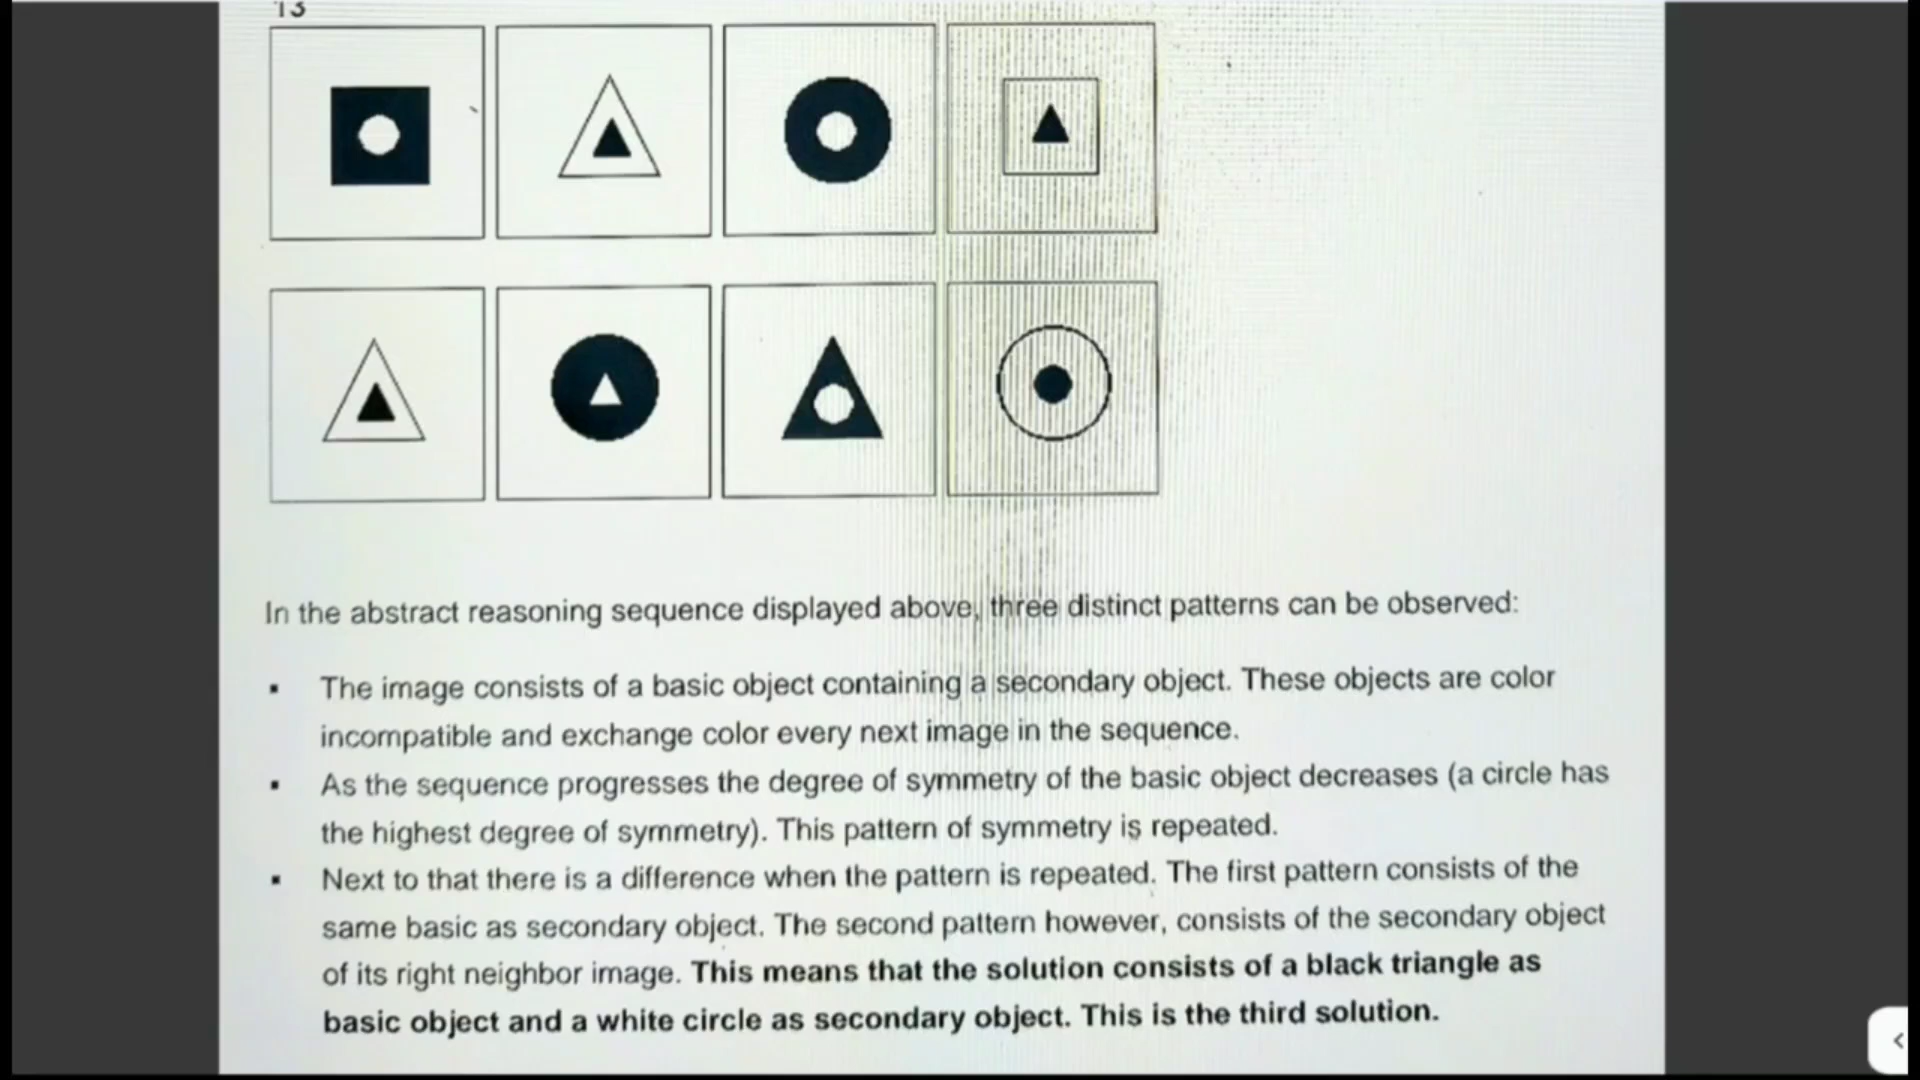 13
In the abstract reasoning sequence displayed above, three distinct patterns can be observed:
▪ The image consists of a basic object containing a secondary object. These objects are color
incompatible and exchange color every next image in the sequence.
▪ As the sequence progresses the degree of symmetry of the basic object decreases (a circle has
the highest degree of symmetry). This pattern of symmetry is repeated.
▪ Next to that there is a difference when the pattern is repeated. The first pattern consists of the
same basic as secondary object. The second pattern however, consists of the secondary object
of its right neighbor image. This means that the solution consists of a black triangle as
basic object and a white circle as secondary object. This is the third solution.